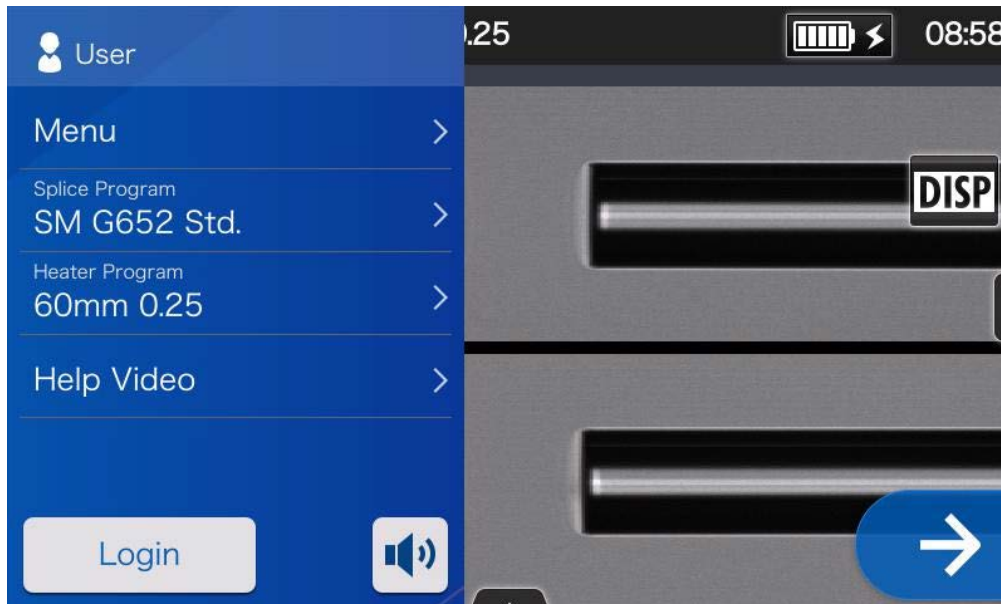 User
Menu
Splice Program
SM G652 Std.
Heater Program
60mm 0.25
Help Video
Login
.25
08:58
DISP